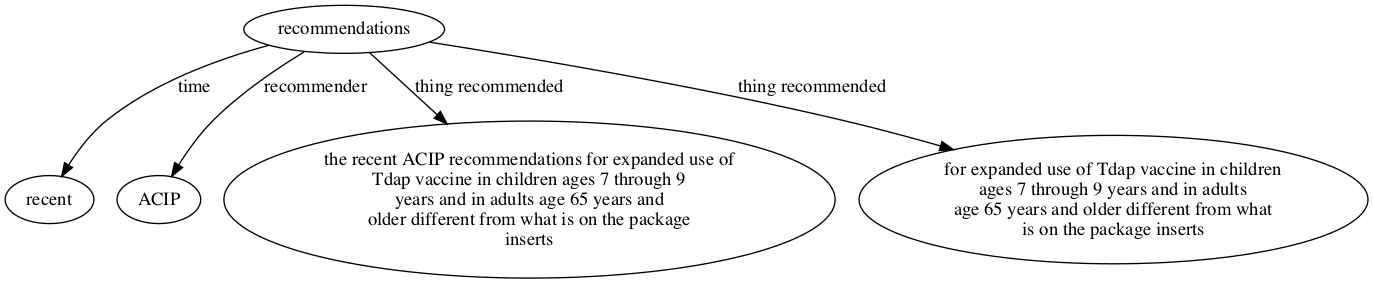 recommendations
time
recommender
thing recommended
thing recommended
the recent ACIP recommendations for expanded use of
Tdap vaccine in children ages 7 through 9
years and in adults age 65 years and
older different from what is on the package
inserts
for expanded use of Tdap vaccine in children
ages 7 through 9 years and in adults
age 65 years and older different from what
is on the package inserts
recent
ACIP